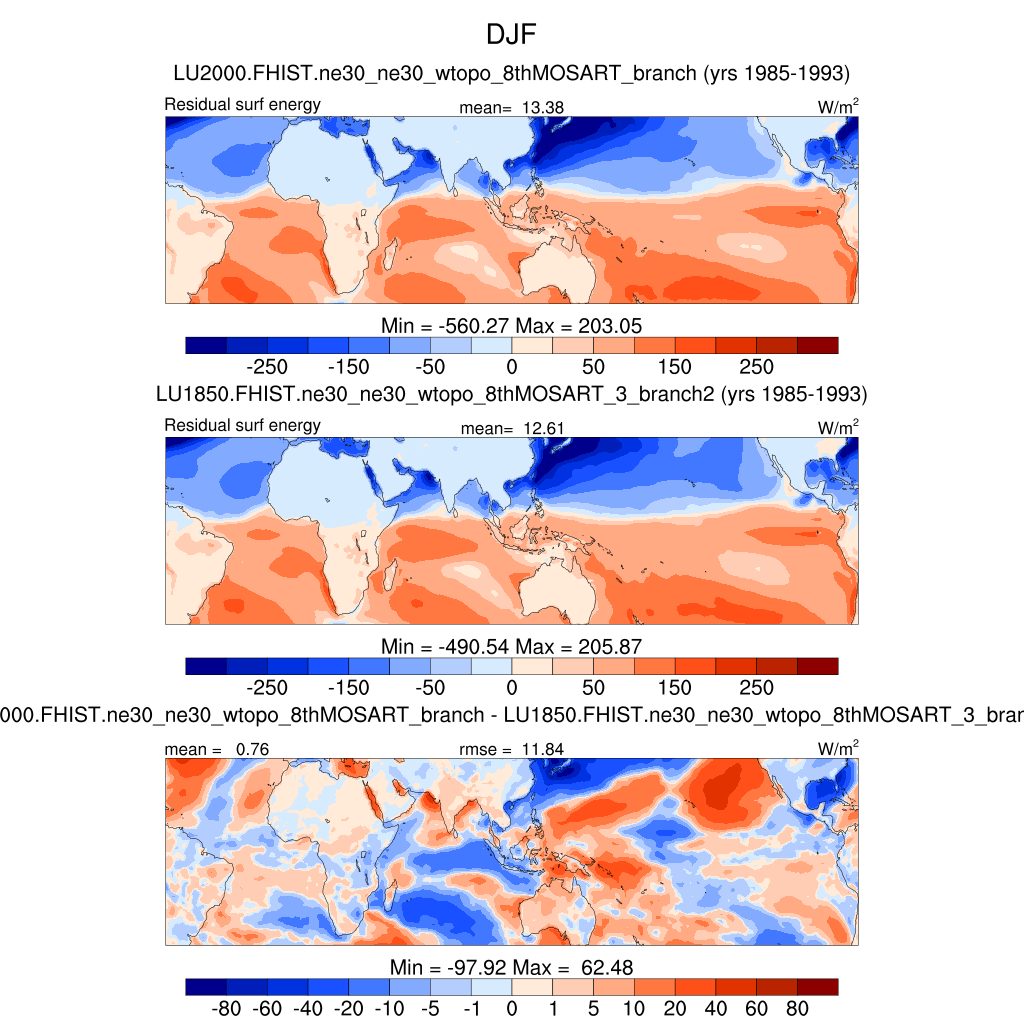 DJF
LU2000.FHIST.ne30_ne30_wtopo_8thMOSART_branch (yrs 1985-1993)
Residual surf energy mean= 13.38 W/m²
Min = -560.27 Max = 203.05
-250 -150 -50 0 50 150 250
LU1850.FHIST.ne30_ne30_wtopo_8thMOSART_3_branch2 (yrs 1985-1993)
Residual surf energy mean= 12.61 W/m²
Min = -490.54 Max = 205.87
-250 -150 -50 0 50 150 250
000.FHIST.ne30_ne30_wtopo_8thMOSART_branch - LU1850.FHIST.ne30_ne30_wtopo_8thMOSART_3_bran
mean = 0.76 rmse = 11.84 W/m²
Min = -97.92 Max = 62.48
-80 -60 -40 -20 -10 -5 -1 0 1 5 10 20 40 60 80